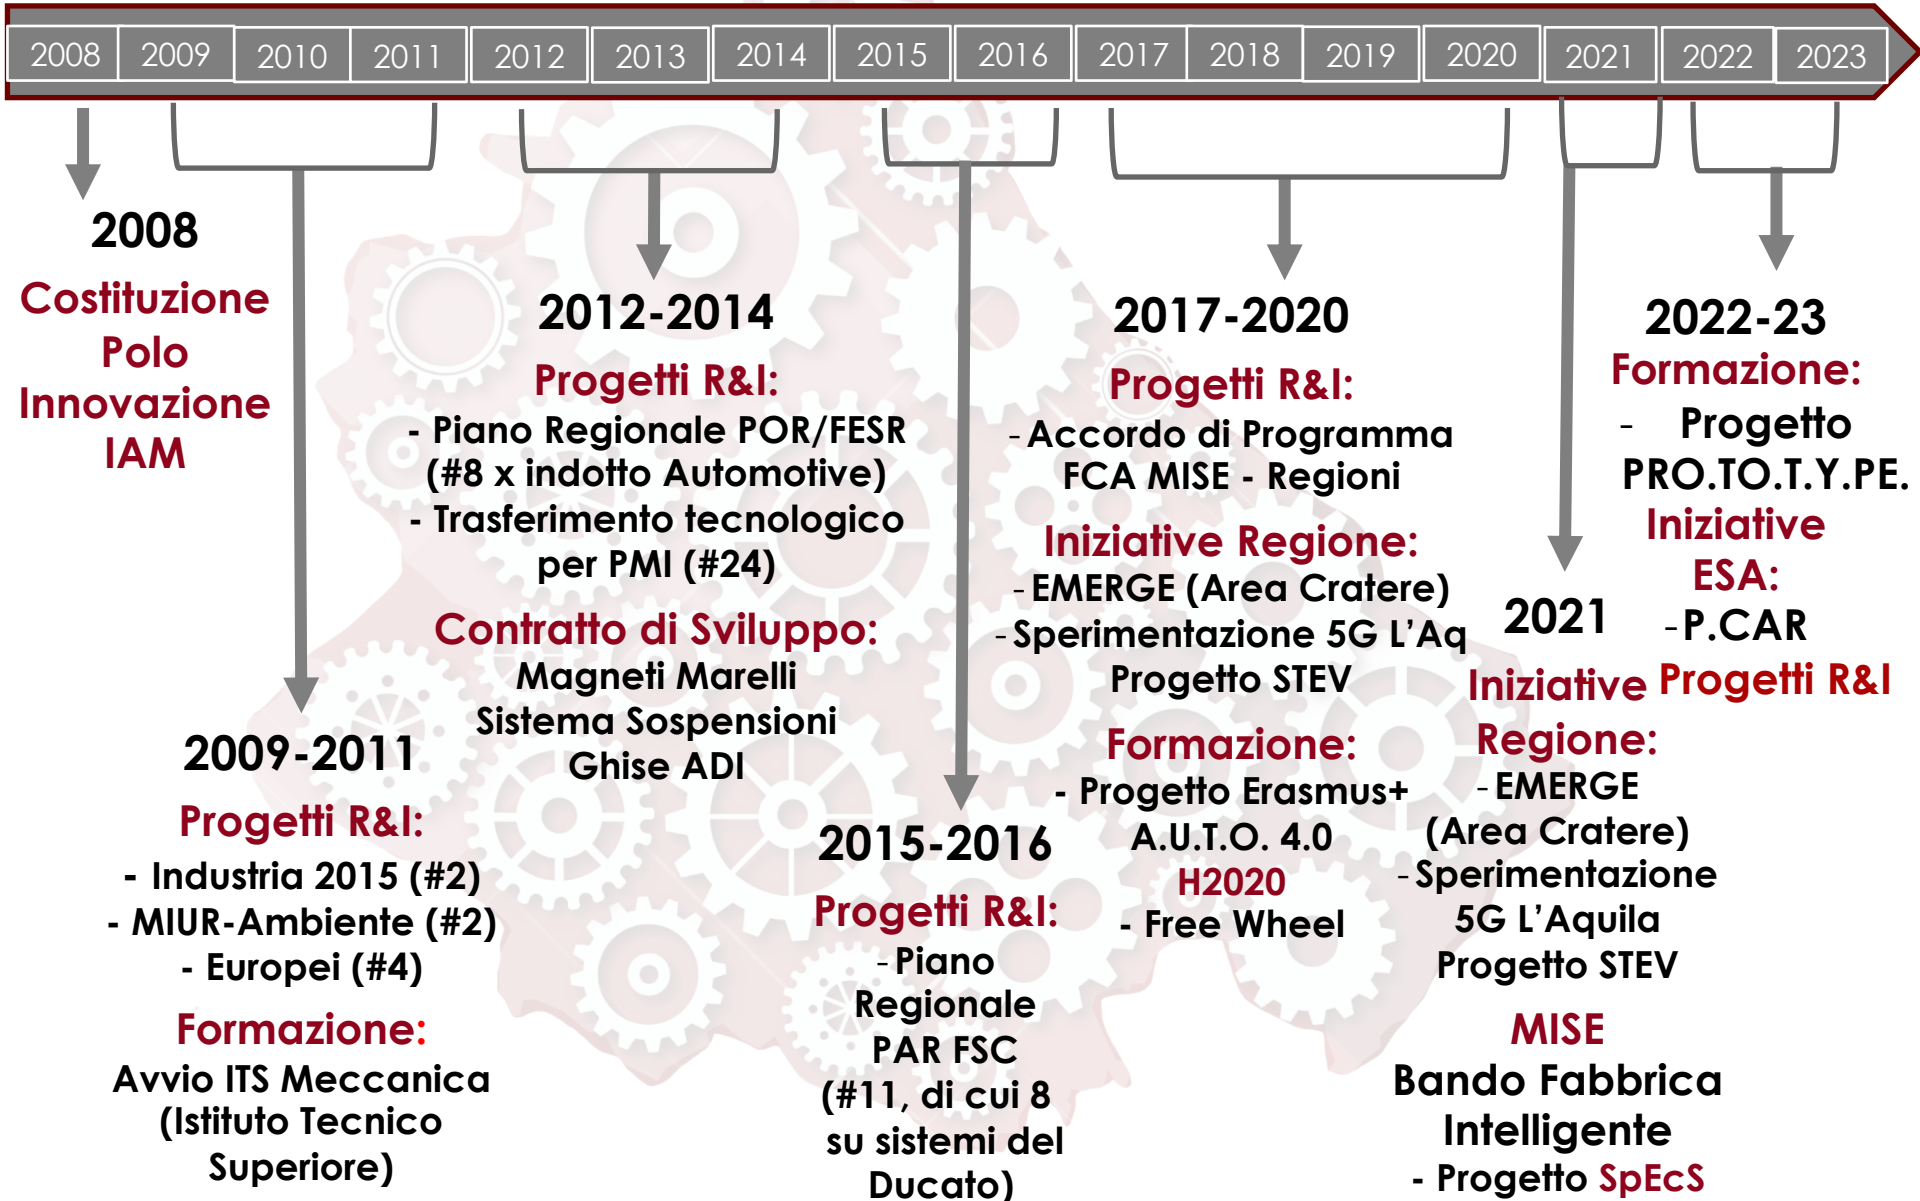 2008 2009 2010 2011 2012 2013 2014 2015 2016 2017 2018 2019 2020 2021 2022 2023
2008
Costituzione
Polo
Innovazione
IAM
2009-2011
Progetti R&I:
- Industria 2015 (#2)
- MIUR-Ambiente (#2)
- Europei (#4)
Formazione:
Avvio ITS Meccanica
(Istituto Tecnico
Superiore)
2012-2014
Progetti R&I:
- Piano Regionale POR/FESR
(#8 x indotto Automotive)
- Trasferimento tecnologico
per PMI (#24)
Contratto di Sviluppo:
Magneti Marelli
Sistema Sospensioni
Ghise ADI
2015-2016
Progetti R&I:
- Piano
Regionale
PAR FSC
(#11, di cui 8
su sistemi del
Ducato)
2017-2020
Progetti R&I:
- Accordo di Programma
FCA MISE - Regioni
Iniziative Regione:
- EMERGE (Area Cratere)
- Sperimentazione 5G L'Aq
Progetto STEV
Formazione:
- Progetto Erasmus+
A.U.T.O. 4.0
H2020
- Free Wheel
2021
Iniziative
Regione:
- EMERGE
(Area Cratere)
- Sperimentazione
5G L'Aquila
Progetto STEV
MISE
Bando Fabbrica
Intelligente
- Progetto SpEcS
2022-23
Formazione:
- Progetto
PRO.TO.T.Y.PE.
Iniziative
ESA:
- P.CAR
Progetti R&I